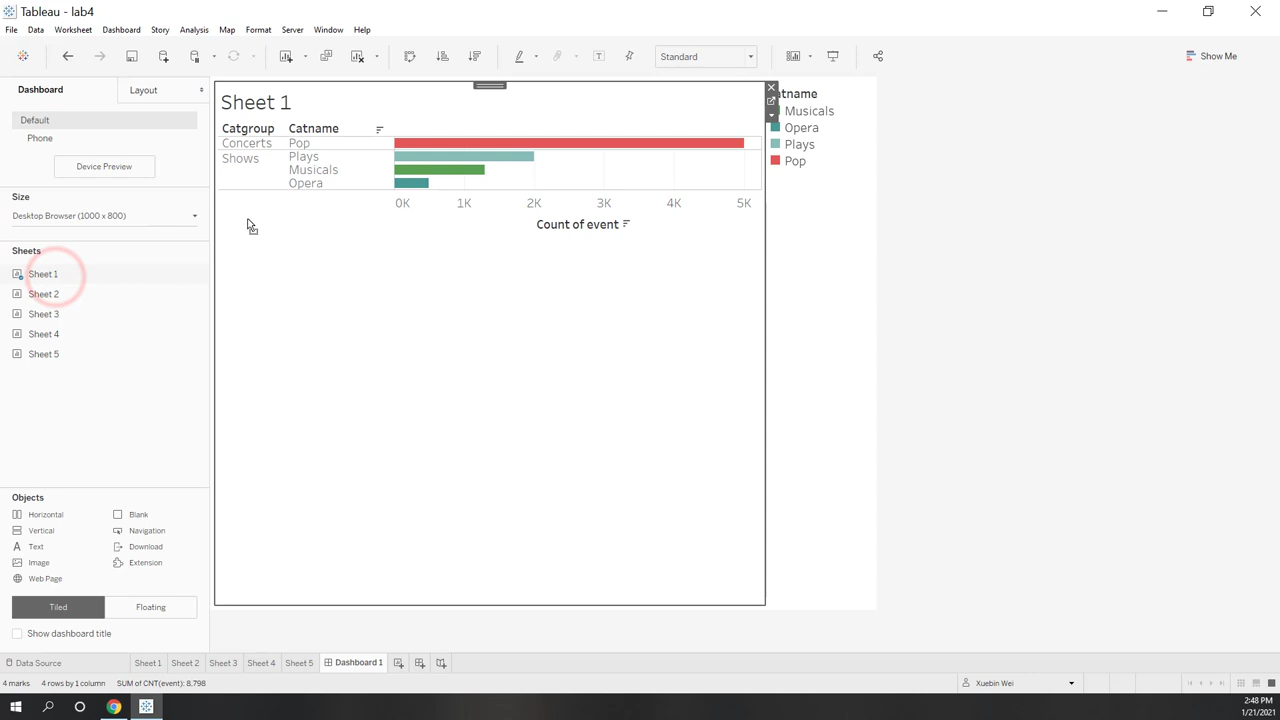 Tableau - lab4
File Data Worksheet Dashboard Story Analysis Map Format Server Window Help
Standard
Show Me
Dashboard
Layout
Default
Phone
Device Preview
Size
Desktop Browser (1000 x 800)
Sheets
Sheet 1
Sheet 2
Sheet 3
Sheet 4
Sheet 5
Objects
Horizontal
Blank
Vertical
Navigation
Text
Download
Image
Extension
Web Page
Tiled
Floating
Show dashboard title
Sheet 1
Catgroup Catname
Concerts Pop
Shows Plays
Musicals
Opera
0K 1K 2K 3K 4K 5K
Count of event
atname
Musicals
Opera
Plays
Pop
Data Source Sheet 1 Sheet 2 Sheet 3 Sheet 4 Sheet 5 Dashboard 1
4 marks 4 rows by 1 column SUM of CNT(event): 8,798
Xuebin Wei
2:48 PM
1/21/2021